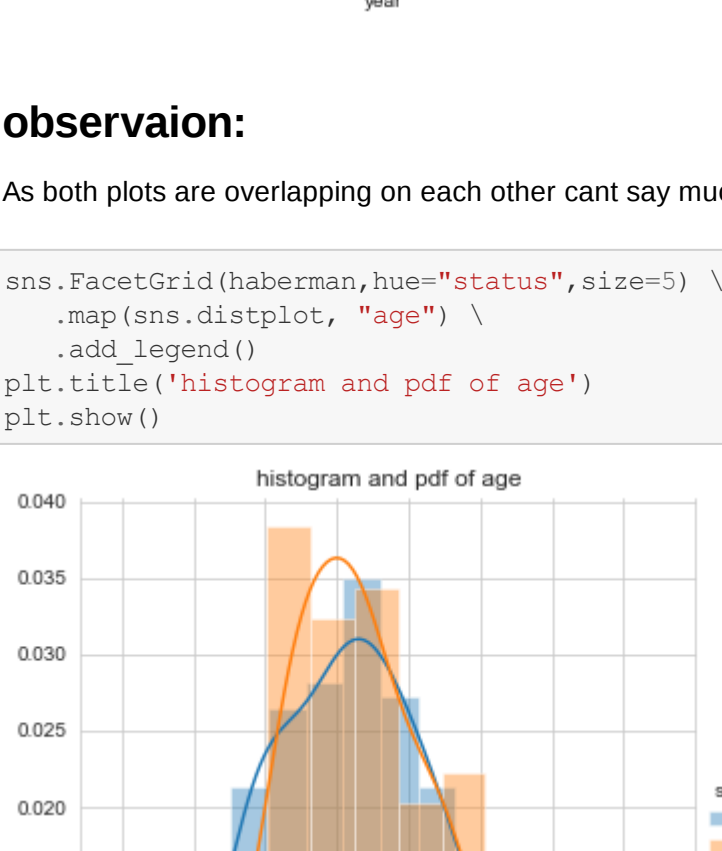 year
observaion:
As both plots are overlapping on each other cant say
sns.FacetGrid(haberman,hue="status",size=5) \
.map(sns.distplot, "age") \
.add_legend()
plt.title('histogram and pdf of age')
plt.show()
histogram and pdf of age
0.040
0.035
0.030
0.025
0.020